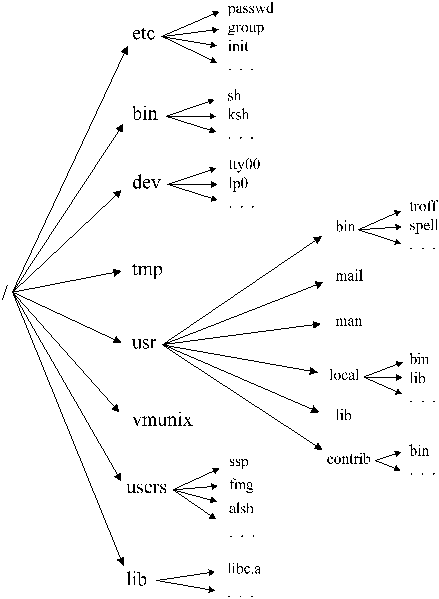 /
etc
passwd
group
init
. . .
bin
sh
ksh
. . .
dev
tty00
lp0
. . .
tmp
usr
bin
troff
spell
. . .
mail
man
local
bin
lib
. . .
lib
contrib
bin
. . .
vmunix
users
ssp
fmg
alsh
. . .
lib
libc.a
. . .